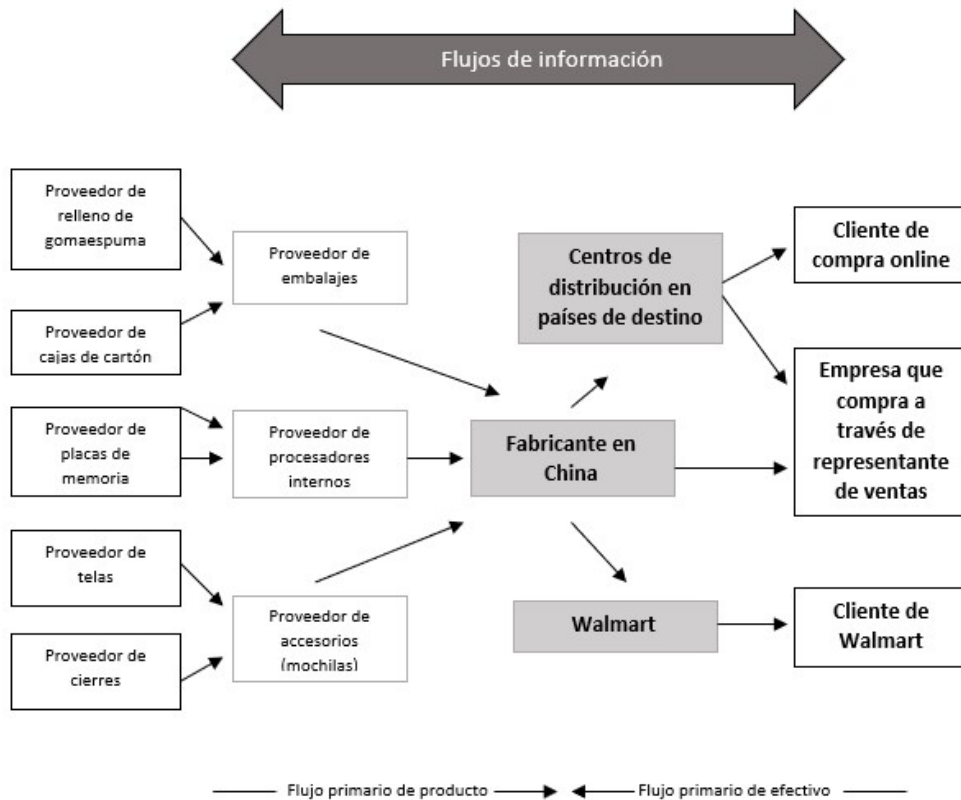 Flujos de información
Proveedor de
relleno de
gomaespuma
Proveedor de
cajas de cartón
Proveedor de
placas de
memoria
Proveedor de
telas
Proveedor de
cierres
Proveedor de
embalajes
Proveedor de
procesadores
internos
Proveedor de
accesorios
(mochilas)
Centros de
distribución en
países de destino
Fabricante en
China
Walmart
Cliente de
compra online
Empresa que
compra a
través de
representante
de ventas
Cliente de
Walmart
Flujo primario de producto
Flujo primario de efectivo